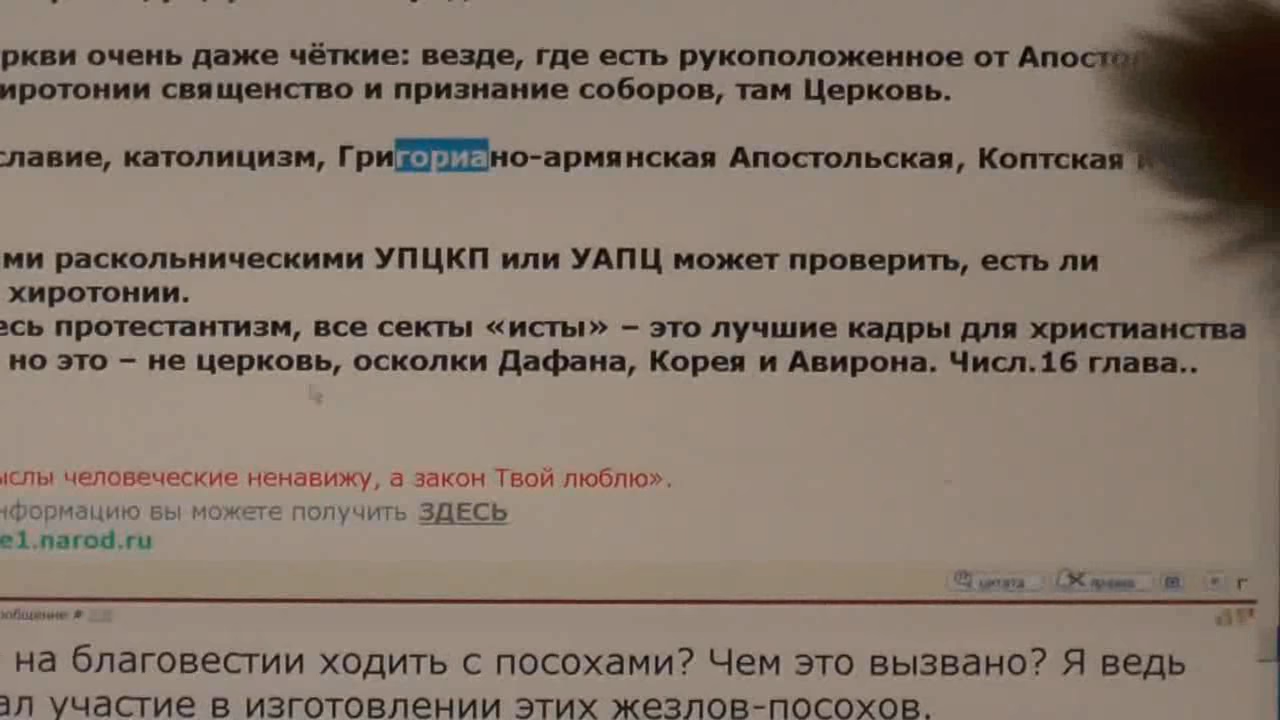 ркви очень даже чёткие: везде, где есть рукоположенное от Апостол
иротонии священство и признание соборов, там Церковь.
славие, католицизм, Григориано-армянская Апостольская, Коптская и
ми раскольническими УПЦКП или УАПЦ может проверить, есть ли
хиротонии.
есь протестантизм, все секты «исты» – это лучшие кадры для христианства
но это – не церковь, осколки Дафана, Корея и Авирона. Числ.16 глава..
ыслы человеческие ненавижу, а закон Твой люблю».
нформацию вы можете получить ЗДЕСЬ
e1.narod.ru
цитата
ообщение #
на благовестии ходить с посохами? Чем это вызвано? Я ведь
ал участие в изготовлении этих жезлов-посохов.